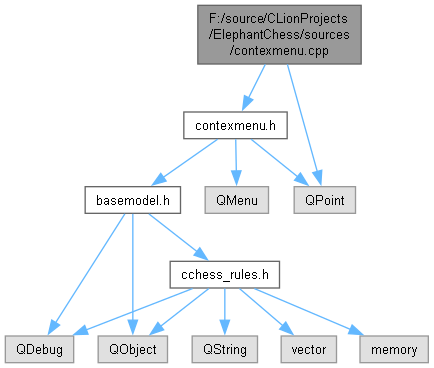 F:/source/CLionProjects
/ElephantChess/sources
/contexmenu.cpp
contexmenu.h
basemodel.h
QMenu
QPoint
cchess_rules.h
QDebug
QObject
QString
vector
memory